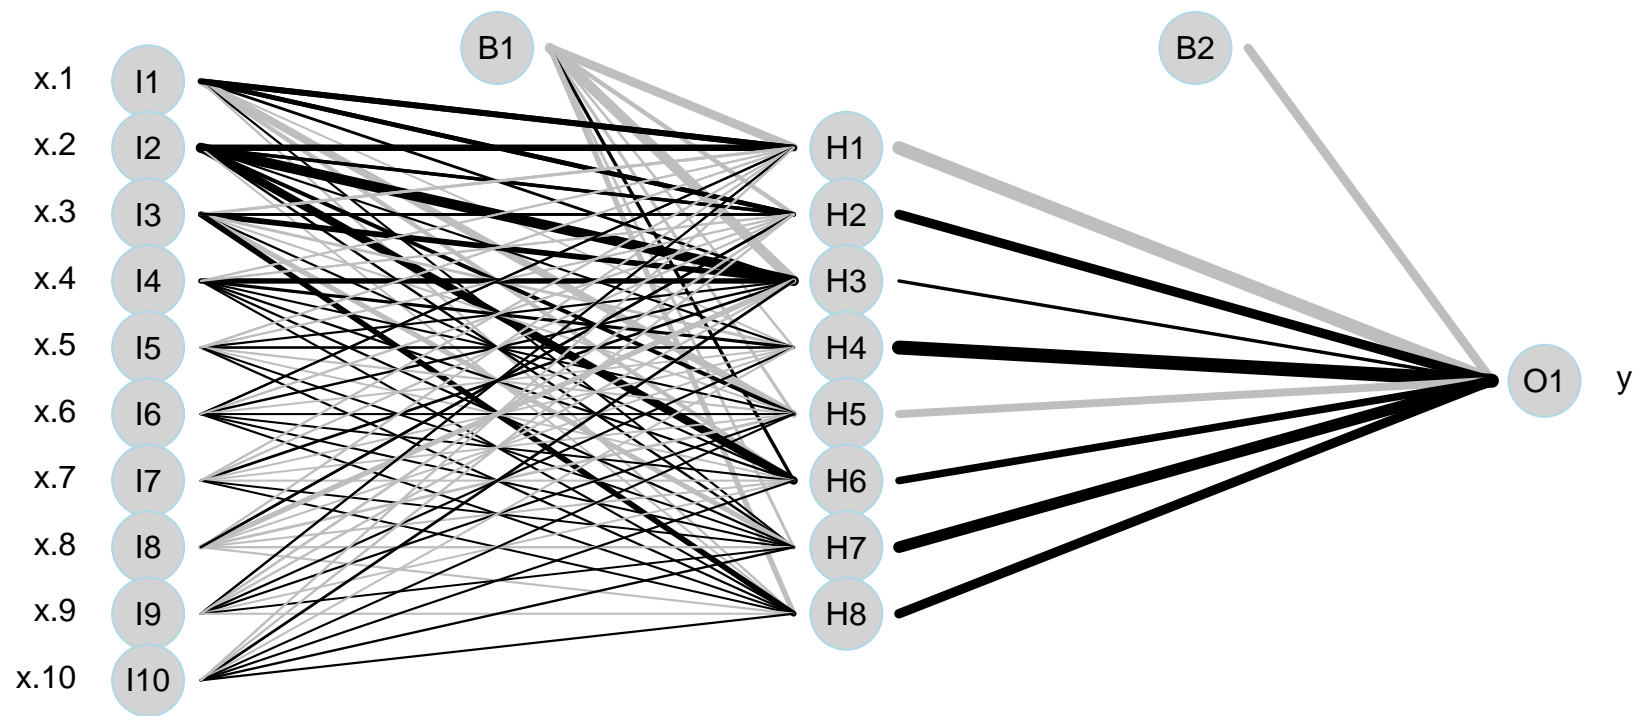 B1
B2
x.1 I1
x.2 I2 H1
x.3 I3 H2
x.4 I4 H3
x.5 I5 H4
O1 y
x.6 I6 H5
x.7 I7 H6
x.8 I8 H7
x.9 I9 H8
x.10 I10